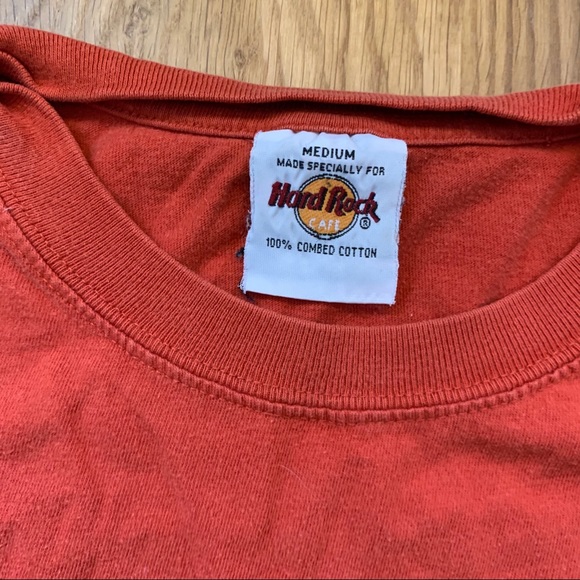 MEDIUM
MADE SPECIALLY FOR
Hard Rock
CAFE ®
100% COMBED COTTON